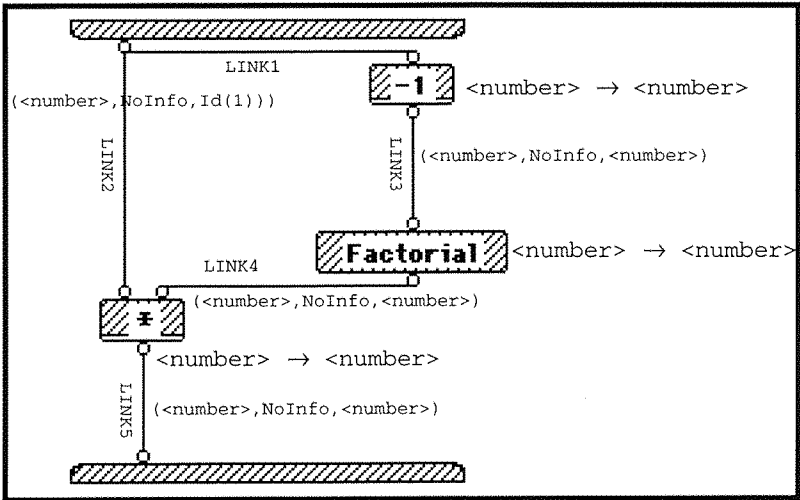 LINK1
-1
<number> → <number>
(<number>,NoInfo,Id(1)))
LINK2
LINK3
(<number>,NoInfo,<number>)
Factorial
<number> → <number>
LINK4
(<number>,NoInfo,<number>)
*
<number> → <number>
LINK5
(<number>,NoInfo,<number>)